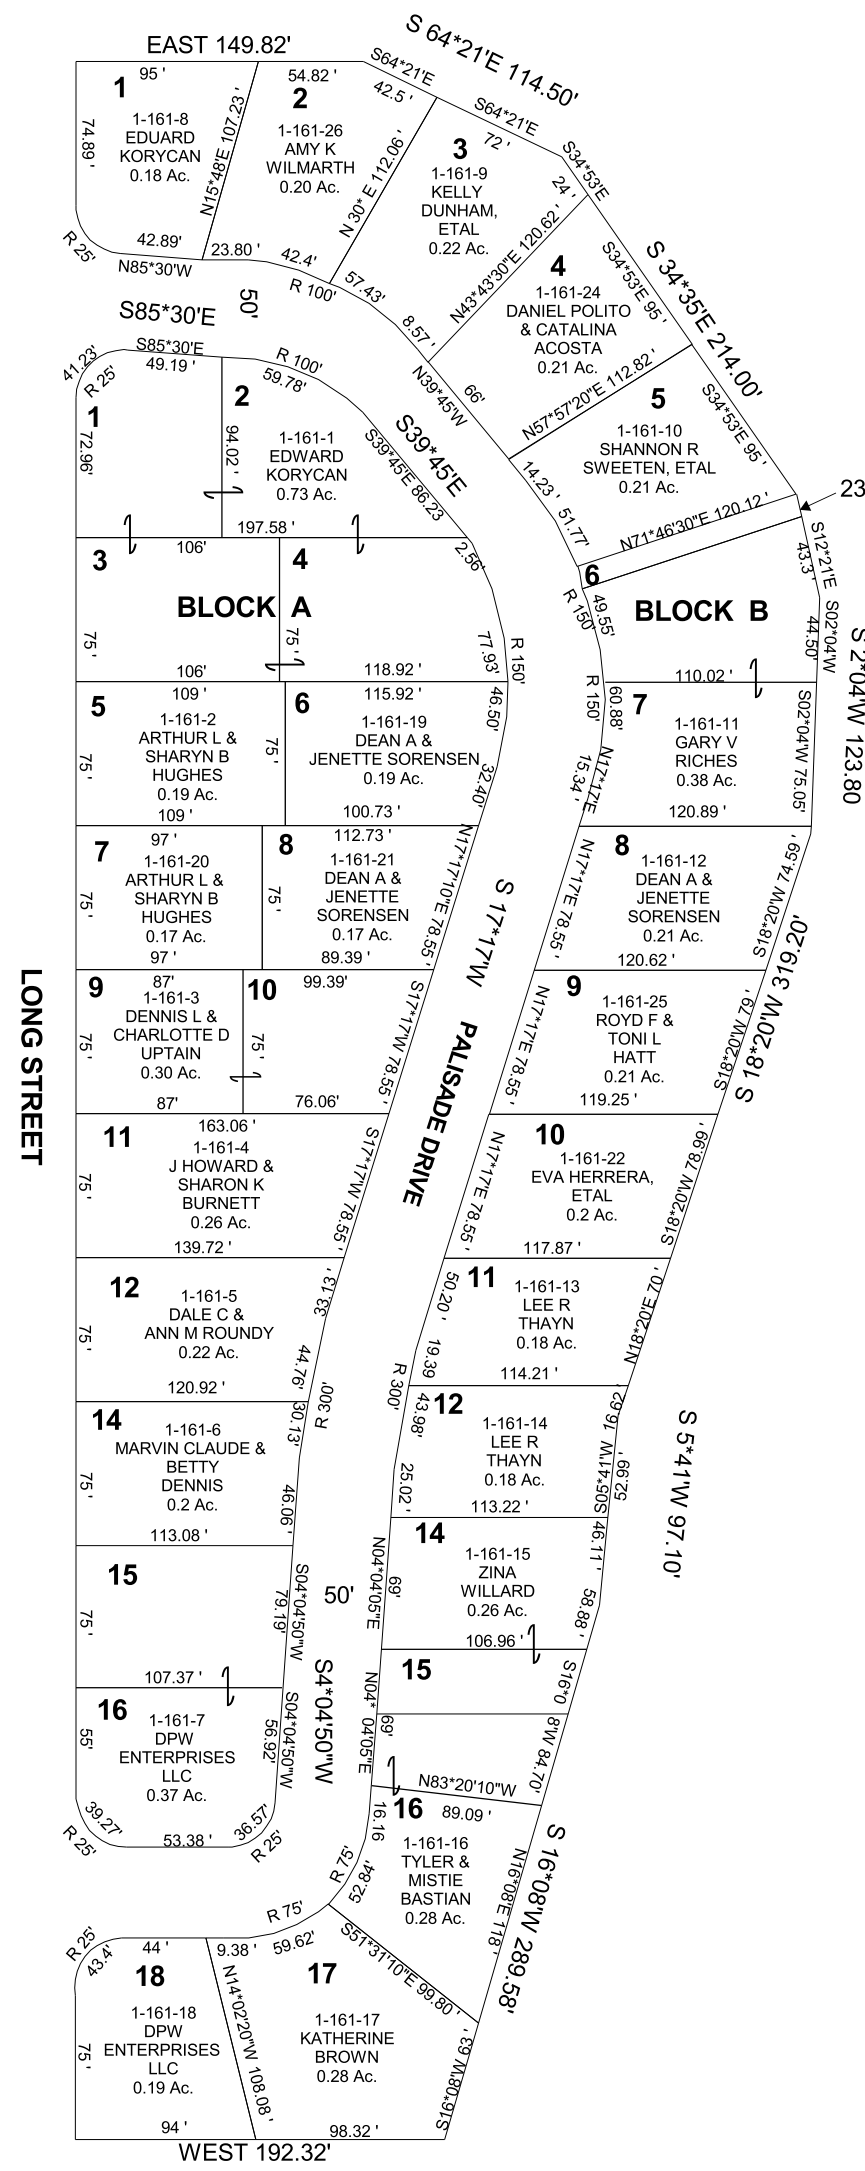 EAST 149.82'
S 64*21'E 114.50'
1
95 '
1-161-8
EDUARD
KORYCAN
0.18 Ac.
74.89 '
R 25'
42.89'
N85*30'W
N15*48'E 107.23 '
54.82 '
2
1-161-26
AMY K
WILMARTH
0.20 Ac.
S64*21'E
42.5 '
23.80 '
42.4'
R 100'
N 30* E 112.06 '
S64*21'E
72 '
3
1-161-9
KELLY
DUNHAM,
ETAL
0.22 Ac.
57.43'
8.57 '
S34*53'E
24 '
N43*43'30"E 120.62 '
4
1-161-24
DANIEL POLITO
& CATALINA
ACOSTA
0.21 Ac.
S34*53'E 95 '
S 34*35'E 214.00'
N39*45'W
66'
N57*57'20"E 112.82 '
5
1-161-10
SHANNON R
SWEETEN, ETAL
0.21 Ac.
S34*53'E 95 '
14.23 '
51.77'
N71*46'30"E 120.12 '
23
S85*30'E
50'
41.23'
R 25'
S85*30'E
49.19 '
R 100'
59.78'
1
72.96'
2
94.02 '
1-161-1
EDWARD
KORYCAN
0.73 Ac.
S39*45'E 86.23
S39*45'E
197.58 '
2.56'
3
106'
4
BLOCK A
75 '
75 '
106'
118.92 '
77.93'
R 150'
6
R 150'
49.55'
BLOCK B
S12*21'E
43.3'
S02*04'W
44.50'
S 2*04'W 123.80
110.02 '
5
109 '
1-161-2
ARTHUR L &
SHARYN B
HUGHES
0.19 Ac.
109 '
75 '
6
115.92 '
75 '
1-161-19
DEAN A &
JENETTE SORENSEN
0.19 Ac.
100.73 '
46.50'
32.40'
R 150'
60.88'
15.34 '
N17*17'E
7
1-161-11
GARY V
RICHES
0.38 Ac.
120.89 '
S02*04'W 75.05'
7
97 '
1-161-20
ARTHUR L &
SHARYN B
HUGHES
0.17 Ac.
97 '
75 '
8
112.73 '
75 '
1-161-21
DEAN A &
JENETTE
SORENSEN
0.17 Ac.
89.39 '
N17*17'10"E 78.55 '
S 17*17'W
N17*17'E 78.55 '
8
1-161-12
DEAN A &
JENETTE
SORENSEN
0.21 Ac.
120.62 '
S18*20'W 74.59 '
LONG STREET
9
87'
1-161-3
DENNIS L &
CHARLOTTE D
UPTAIN
0.30 Ac.
87'
75 '
10
99.39'
75 '
76.06'
S17*17'W 78.55 '
PALISADE DRIVE
N17*17'E 78.55 '
9
1-161-25
ROYD F &
TONI L
HATT
0.21 Ac.
119.25 '
S18*20'W 79 '
S 18*20'W 319.20'
11
163.06 '
1-161-4
J HOWARD &
SHARON K
BURNETT
0.26 Ac.
139.72 '
75 '
S17*17'W 78.55 '
N17*17'E 78.55 '
10
1-161-22
EVA HERRERA,
ETAL
0.2 Ac.
117.87 '
S18*20'W 78.99 '
12
1-161-5
DALE C &
ANN M ROUNDY
0.22 Ac.
120.92 '
75 '
33.13 '
44.76'
R 300'
50.20 '
19.39
R 300'
11
1-161-13
LEE R
THAYN
0.18 Ac.
114.21 '
N18*20'E 70 '
14
1-161-6
MARVIN CLAUDE &
BETTY
DENNIS
0.2 Ac.
113.08 '
75 '
30.13'
46.06 '
43.98'
25.02 '
12
1-161-14
LEE R
THAYN
0.18 Ac.
113.22 '
16.62 '
S05*41'W
52.99 '
S 5*41'W 97.10'
15
75 '
107.37 '
79.19'
S04*04'50"W
50'
N04*04'05"E
69'
14
1-161-15
ZINA
WILLARD
0.26 Ac.
106.96 '
46.11 '
58.88 '
16
55'
1-161-7
DPW
ENTERPRISES
LLC
0.37 Ac.
56.92'
S04*04'50"W
39.27'
R 25'
53.38 '
36.57'
R 25'
S4*04'50"W
15
N04*
04'05"E
69'
S16*0
8'W 84.70'
N83*20'10"W
89.09 '
16
16.16
1-161-16
TYLER &
MISTIE
BASTIAN
0.28 Ac.
R 75'
52.84'
N16*08'E 118 '
S 16*08'W 289.58'
S51*31'10"E 99.80 '
R 25'
43.4'
44 '
18
1-161-18
DPW
ENTERPRISES
LLC
0.19 Ac.
75 '
94 '
9.38 '
R 75'
59.62'
N14*02'20"W 108.08 '
17
1-161-17
KATHERINE
BROWN
0.28 Ac.
98.32 '
S16*08'W 63 '
WEST 192.32'